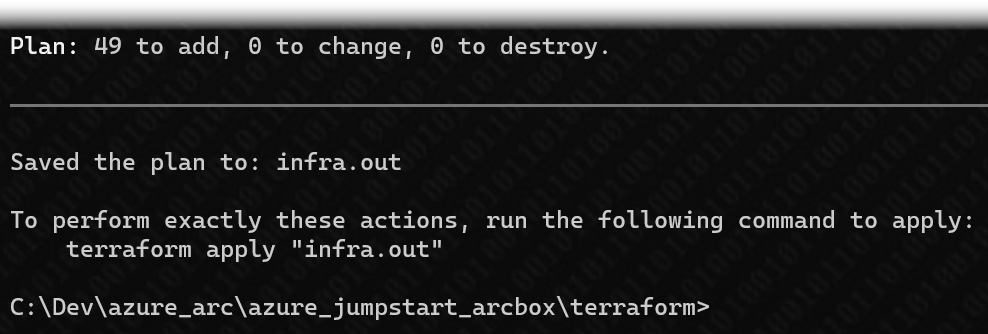 Plan: 49 to add, 0 to change, 0 to destroy.
Saved the plan to: infra.out
To perform exactly these actions, run the following command to apply:
terraform apply "infra.out"
C:\Dev\azure_arc\azure_jumpstart_arcbox\terraform>